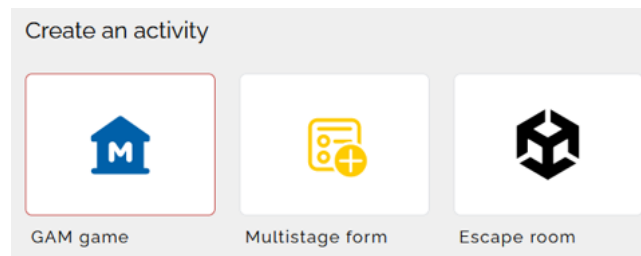 Create an activity
M
GAM game
Multistage form
Escape room